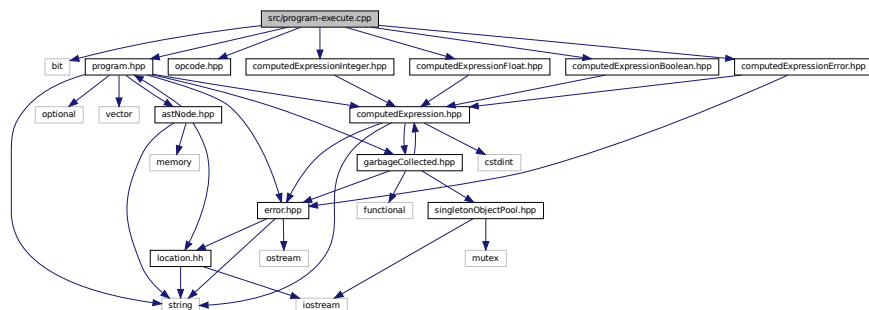 src/program-execute.cpp
bit
program.hpp
opcode.hpp
computedExpressionInteger.hpp
computedExpressionFloat.hpp
computedExpressionBoolean.hpp
computedExpressionError.hpp
optional
vector
astNode.hpp
computedExpression.hpp
memory
garbageCollected.hpp
cstdint
error.hpp
functional
singletonObjectPool.hpp
location.hh
ostream
mutex
string
iostream